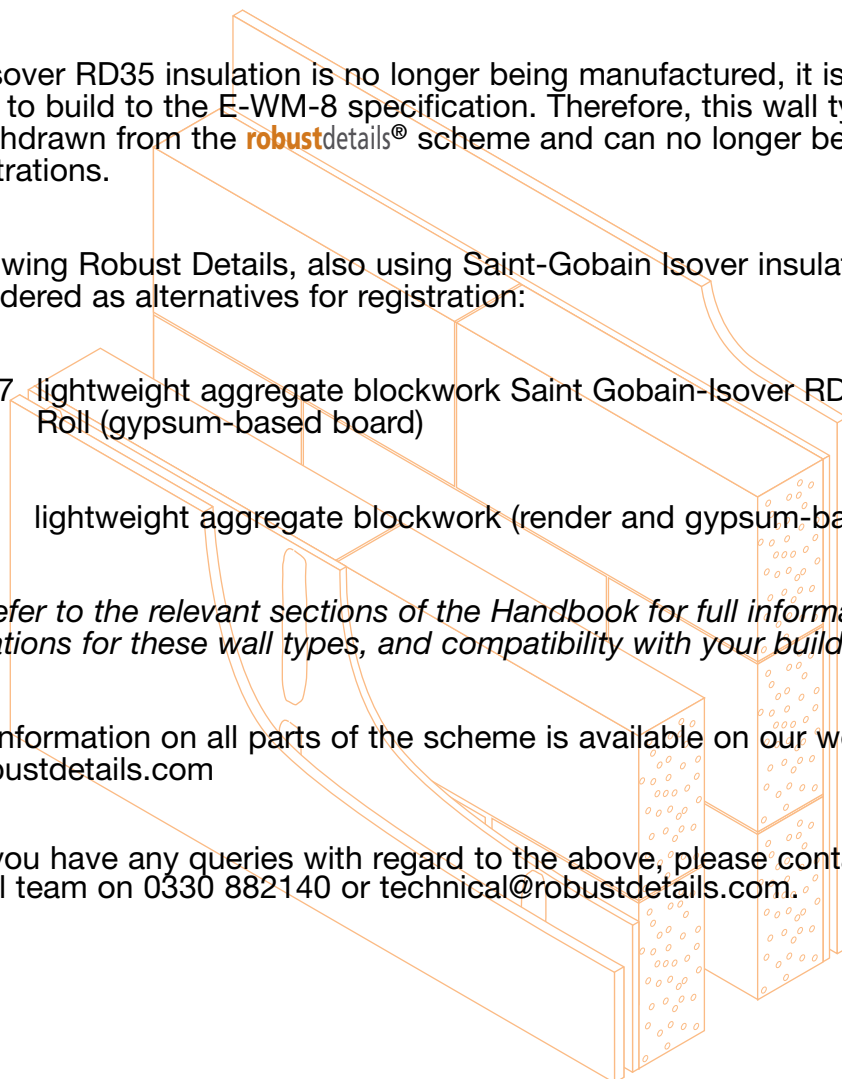 sover RD35 insulation is no longer being manufactured, it is
to build to the E-WM-8 specification. Therefore, this wall ty
hdrawn from the robustdetails® scheme and can no longer be
trations.
wing Robust Details, also using Saint-Gobain Isover insula
dered as alternatives for registration:
7 lightweight aggregate blockwork Saint Gobain-Isover RD
Roll (gypsum-based board)
lightweight aggregate blockwork (render and gypsum-ba
efer to the relevant sections of the Handbook for full informa
ations for these wall types, and compatibility with your build
information on all parts of the scheme is available on our we
bustdetails.com
you have any queries with regard to the above, please conta
l team on 0330 882140 or technical@robustdetails.com.